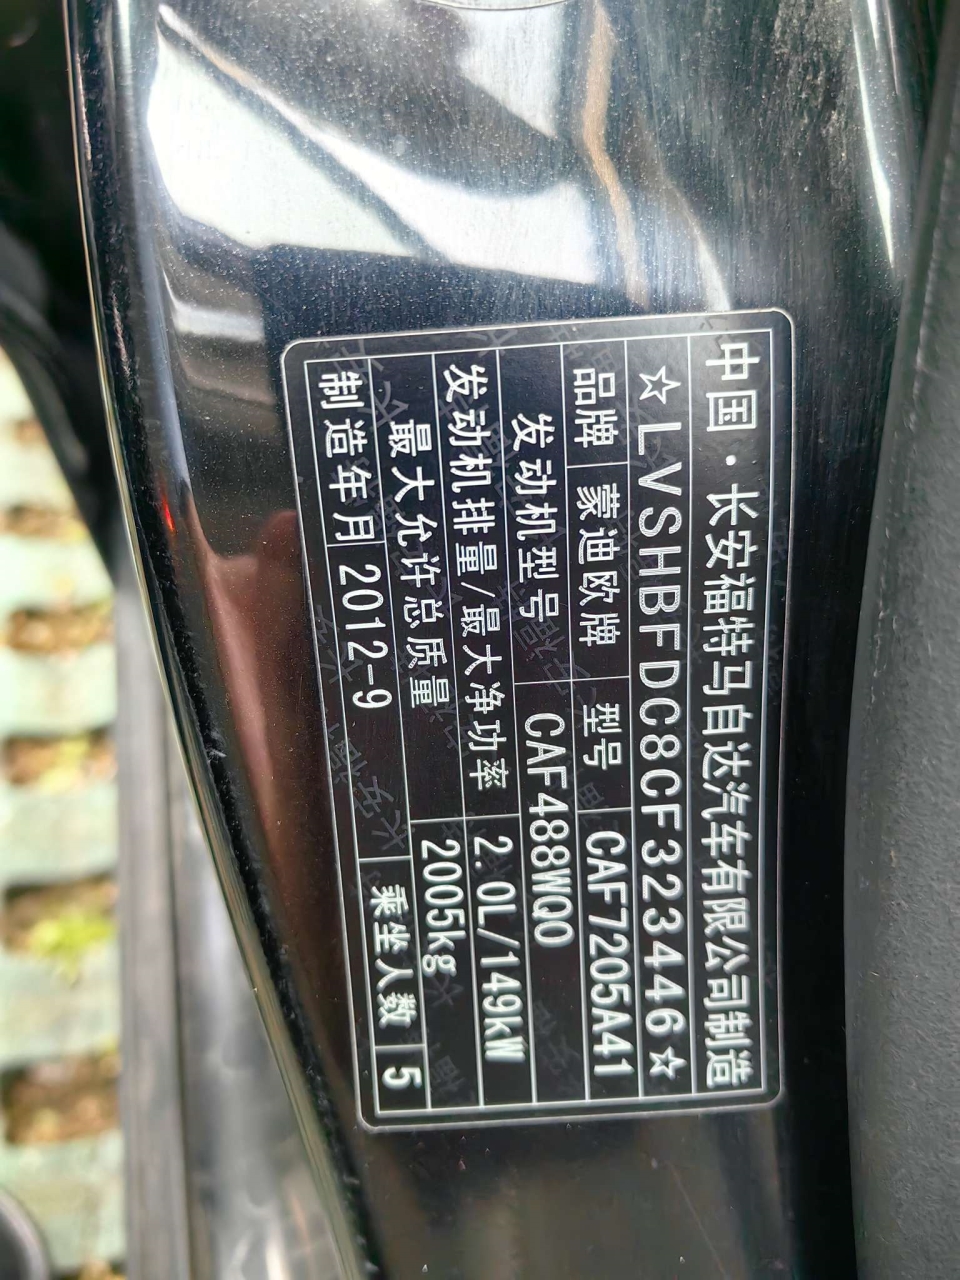 中国·长安福特马自达汽车有限公司制造
☆LVSHBFDC8CF323446☆
品牌 蒙迪欧牌 型号 CAF7205A41
发动机型号 CAF488WQ0
发动机排量/最大净功率 2.0L/149kW
最大允许总质量 2005kg
制造年月 2012-9 乘坐人数 5